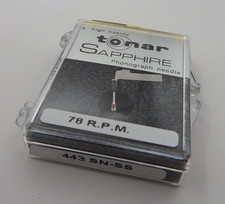 high fidelity
tonar
SAPPHIRE
Phonograph needle
78 R.P.M.
443 SN-SS